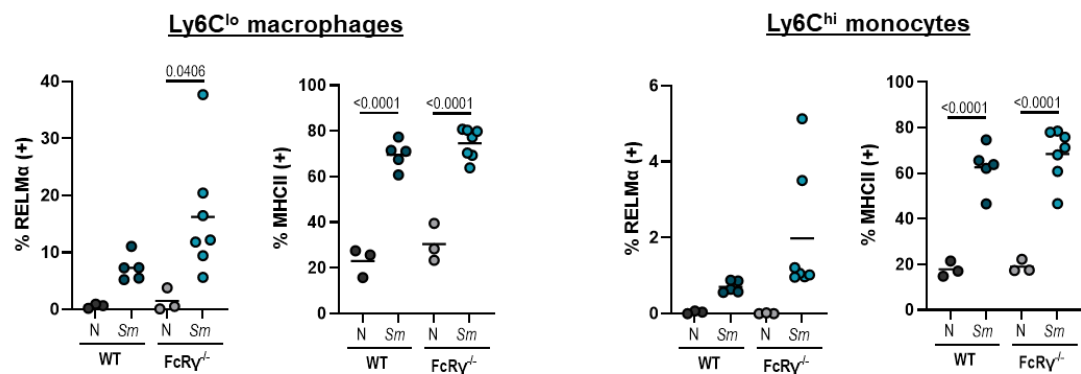 Ly6Clo macrophages
0.0406
40
30
20
10
0
% RELMα (+)
N Sm N Sm
WT FcRγ-/-
<0.0001 <0.0001
100
80
60
40
20
0
% MHCII (+)
N Sm N Sm
WT FcRγ-/-
Ly6Chi monocytes
6
4
2
0
% RELMα (+)
N Sm N Sm
WT FcRγ-/-
<0.0001 <0.0001
100
80
60
40
20
0
% MHCII (+)
N Sm N Sm
WT FcRγ-/-